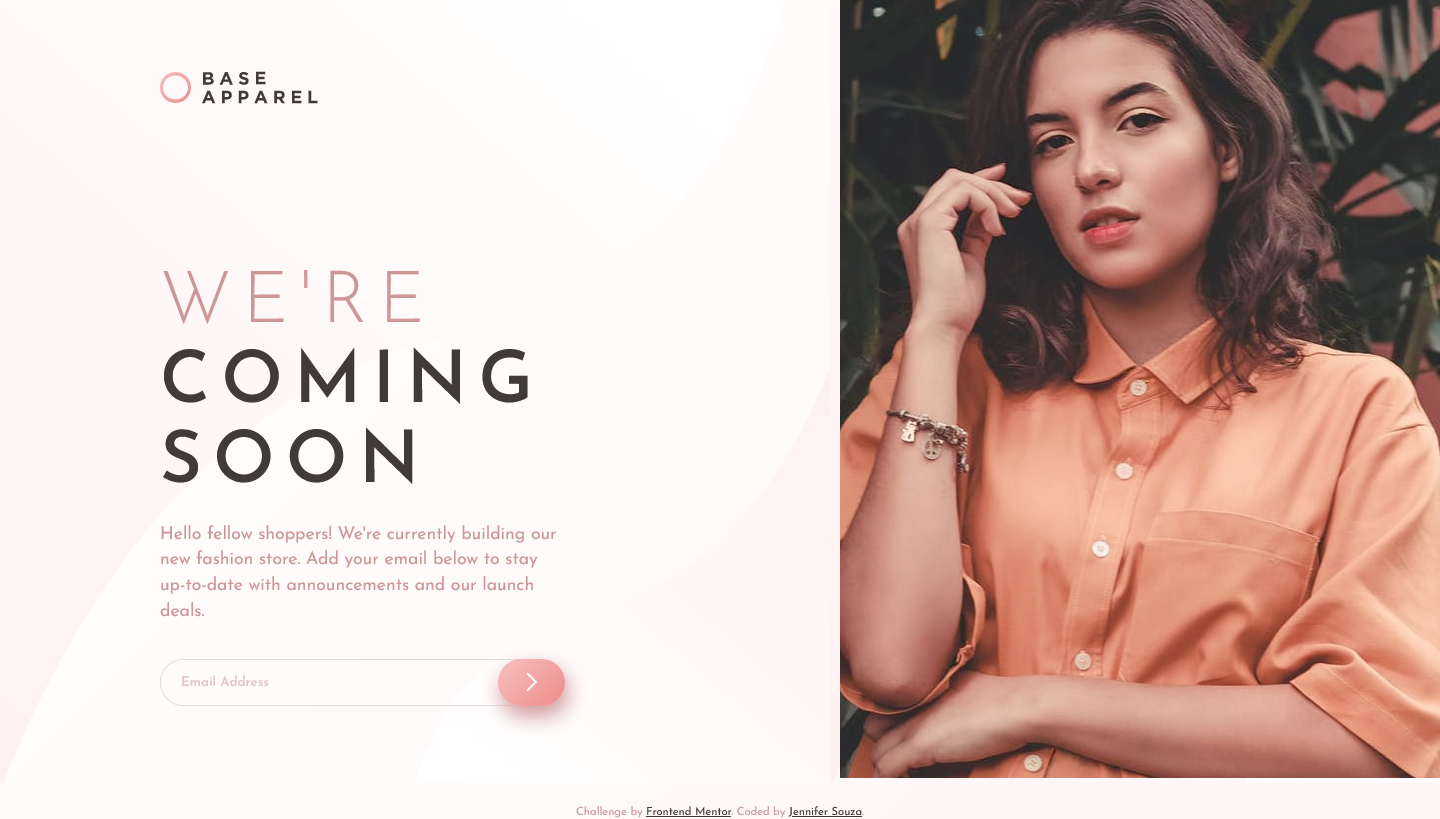 BASE
APPAREL
WE'RE
COMING
SOON
Hello fellow shoppers! We're currently building our
new fashion store. Add your email below to stay
up-to-date with announcements and our launch
deals.
Email Address
Challenge by Frontend Mentor. Coded by Jennifer Souza.